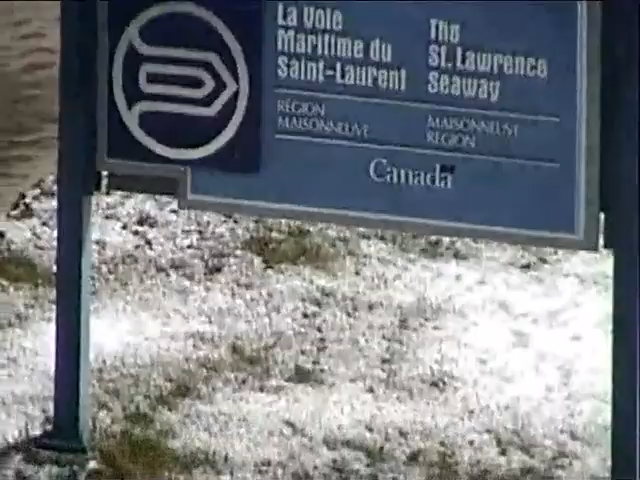 La Voie
Maritime du
Saint-Laurent
The
St. Lawrence
Seaway
RÉGION
MAISONNEUVE
MAISONNEUVE
REGION
Canada